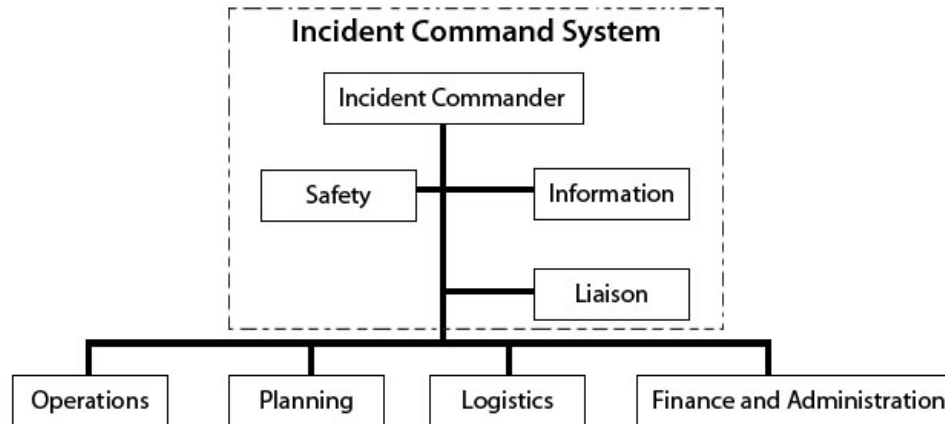 Incident Command System
Incident Commander
Safety
Information
Liaison
Operations
Planning
Logistics
Finance and Administration